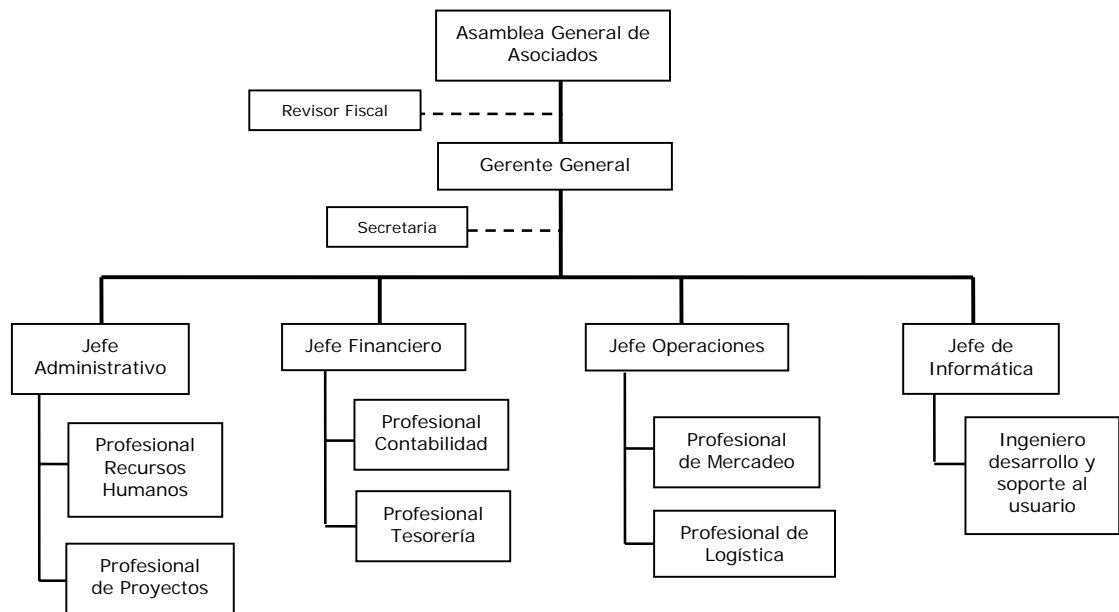 Asamblea General de
Asociados
Revisor Fiscal
Gerente General
Secretaria
Jefe
Administrativo
Jefe Financiero
Jefe Operaciones
Jefe de
Informática
Profesional
Recursos
Humanos
Profesional
de Proyectos
Profesional
Contabilidad
Profesional
Tesorería
Profesional
de Mercadeo
Profesional de
Logística
Ingeniero
desarrollo y
soporte al
usuario